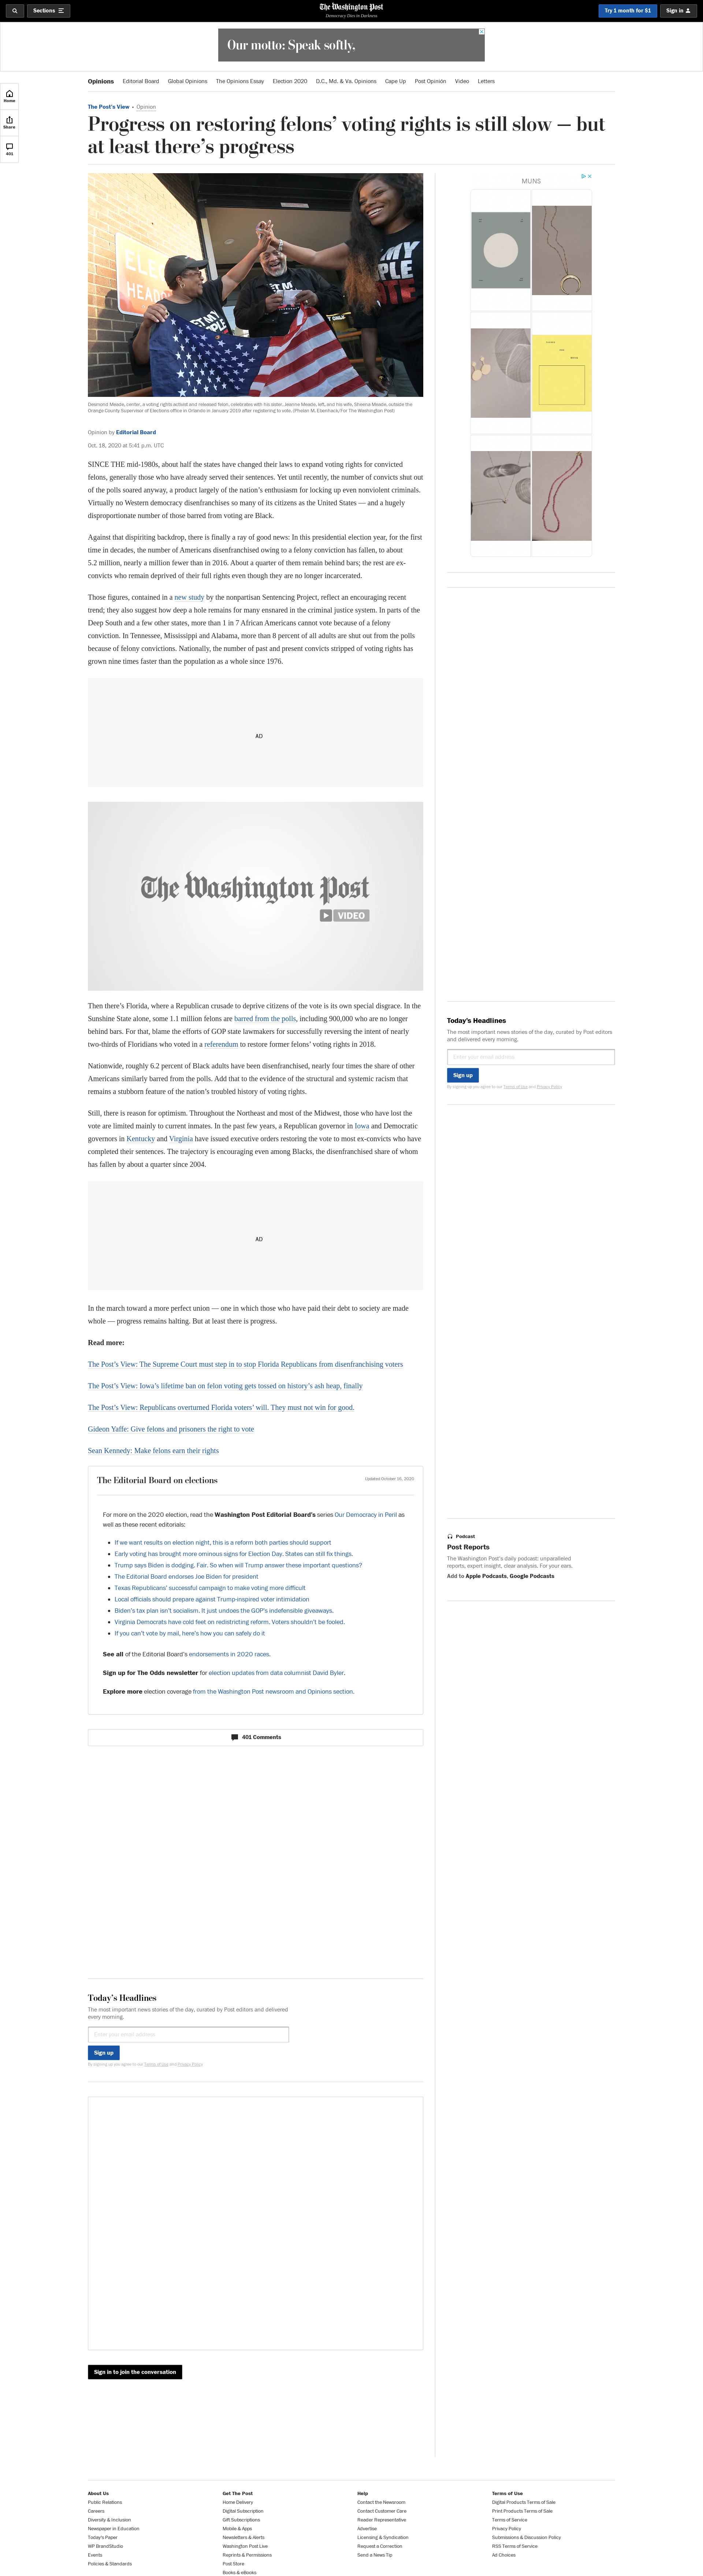 Sections
The Washington Post
Democracy Dies in Darkness
Try 1 month for $1
Sign in
Our motto: Speak softly.
Home
Share
401
Opinions
Editorial Board
Global Opinions
The Opinions Essay
Election 2020
D.C., Md. & Va. Opinions
Cape Up
Post Opinión
Video
Letters
The Post's View • Opinion
Progress on restoring felons’ voting rights is still slow — but
at least there’s progress
Desmond Meade, center, a voting rights activist and released felon, celebrates with his sister, Jeanne Meade, left, and his wife, Sheena Meade, outside the
Orange County Supervisor of Elections office in Orlando in January 2019 after registering to vote. (Phelan M. Ebenhack/For The Washington Post)
Opinion by Editorial Board
Oct. 16, 2020 at 5:41 p.m. UTC
SINCE THE mid-1980s, about half the states have changed their laws to expand voting rights for convicted
felons, generally those who have already served their sentences. Yet until recently, the number of convicts shut out
of the polls soared anyway, a product largely of the nation’s enthusiasm for locking up even nonviolent criminals.
Virtually no Western democracy disenfranchises so many of its citizens as the United States — and a hugely
disproportionate number of those barred from voting are Black.
Against that dispiriting backdrop, there is finally a ray of good news: In this presidential election year, for the first
time in decades, the number of Americans disenfranchised owing to a felony conviction has fallen, to about
5.2 million, nearly a million fewer than in 2016. About a quarter of them remain behind bars; the rest are ex-
convicts who remain deprived of their full rights even though they are no longer incarcerated.
Those figures, contained in a new study by the nonpartisan Sentencing Project, reflect an encouraging recent
trend; they also suggest how deep a hole remains for many ensnared in the criminal justice system. In parts of the
Deep South and a few other states, more than 1 in 7 African Americans cannot vote because of a felony
conviction. In Tennessee, Mississippi and Alabama, more than 8 percent of all adults are shut out from the polls
because of felony convictions. Nationally, the number of past and present convicts stripped of voting rights has
grown nine times faster than the population as a whole since 1976.
AD
The Washington Post
VIDEO
Then there’s Florida, where a Republican crusade to deprive citizens of the vote is its own special disgrace. In the
Sunshine State alone, some 1.1 million felons are barred from the polls, including 900,000 who are no longer
behind bars. For that, blame the efforts of GOP state lawmakers for successfully reversing the intent of nearly
two-thirds of Floridians who voted in a referendum to restore former felons’ voting rights in 2018.
Nationwide, roughly 6.2 percent of Black adults have been disenfranchised, nearly four times the share of other
Americans similarly barred from the polls. Add that to the evidence of the structural and systemic racism that
remains a stubborn feature of the nation’s troubled history of voting rights.
Still, there is reason for optimism. Throughout the Northeast and most of the Midwest, those who have lost the
vote are limited mainly to current inmates. In the past few years, a Republican governor in Iowa and Democratic
governors in Kentucky and Virginia have issued executive orders restoring the vote to most ex-convicts who have
completed their sentences. The trajectory is encouraging even among Blacks, the disenfranchised share of whom
has fallen by about a quarter since 2004.
AD
In the march toward a more perfect union — one in which those who have paid their debt to society are made
whole — progress remains halting. But at least there is progress.
Read more:
The Post’s View: The Supreme Court must step in to stop Florida Republicans from disenfranchising voters
The Post’s View: Iowa’s lifetime ban on felon voting gets tossed on history’s ash heap, finally
The Post’s View: Republicans overturned Florida voters’ will. They must not win for good.
Gideon Yaffe: Give felons and prisoners the right to vote
Sean Kennedy: Make felons earn their rights
The Editorial Board on elections
Updated October 16, 2020
For more on the 2020 election, read the Washington Post Editorial Board’s series Our Democracy in Peril as
well as these recent editorials:
If we want results on election night, this is a reform both parties should support
Early voting has brought more ominous signs for Election Day. States can still fix things.
Trump says Biden is dodging. Fair. So when will Trump answer these important questions?
The Editorial Board endorses Joe Biden for president
Texas Republicans’ successful campaign to make voting more difficult
Local officials should prepare against Trump-inspired voter intimidation
Biden’s tax plan isn’t socialism. It just undoes the GOP’s indefensible giveaways.
Virginia Democrats have cold feet on redistricting reform. Voters shouldn’t be fooled.
If you can’t vote by mail, here’s how you can safely do it
See all of the Editorial Board’s endorsements in 2020 races.
Sign up for The Odds newsletter for election updates from data columnist David Byler.
Explore more election coverage from the Washington Post newsroom and Opinions section.
401 Comments
Today’s Headlines
The most important news stories of the day, curated by Post editors and delivered
every morning.
Enter your email address
Sign up
By signing up you agree to our Terms of Use and Privacy Policy
Sign in to join the conversation
MUNS
Today’s Headlines
The most important news stories of the day, curated by Post editors
and delivered every morning.
Enter your email address
Sign up
By signing up you agree to our Terms of Use and Privacy Policy
Podcast
Post Reports
The Washington Post’s daily podcast: unparalleled
reports, expert insight, clear analysis. For your ears.
Add to Apple Podcasts, Google Podcasts
About Us
Public Relations
Careers
Diversity & Inclusion
Newspaper in Education
Today’s Paper
WP BrandStudio
Events
Policies & Standards
Get The Post
Home Delivery
Digital Subscription
Gift Subscriptions
Mobile & Apps
Newsletters & Alerts
Washington Post Live
Reprints & Permissions
Post Store
Books & eBooks
Help
Contact the Newsroom
Contact Customer Care
Reader Representative
Advertise
Licensing & Syndication
Request a Correction
Send a News Tip
Terms of Use
Digital Products Terms of Sale
Print Products Terms of Sale
Terms of Service
Privacy Policy
Submissions & Discussion Policy
RSS Terms of Service
Ad Choices